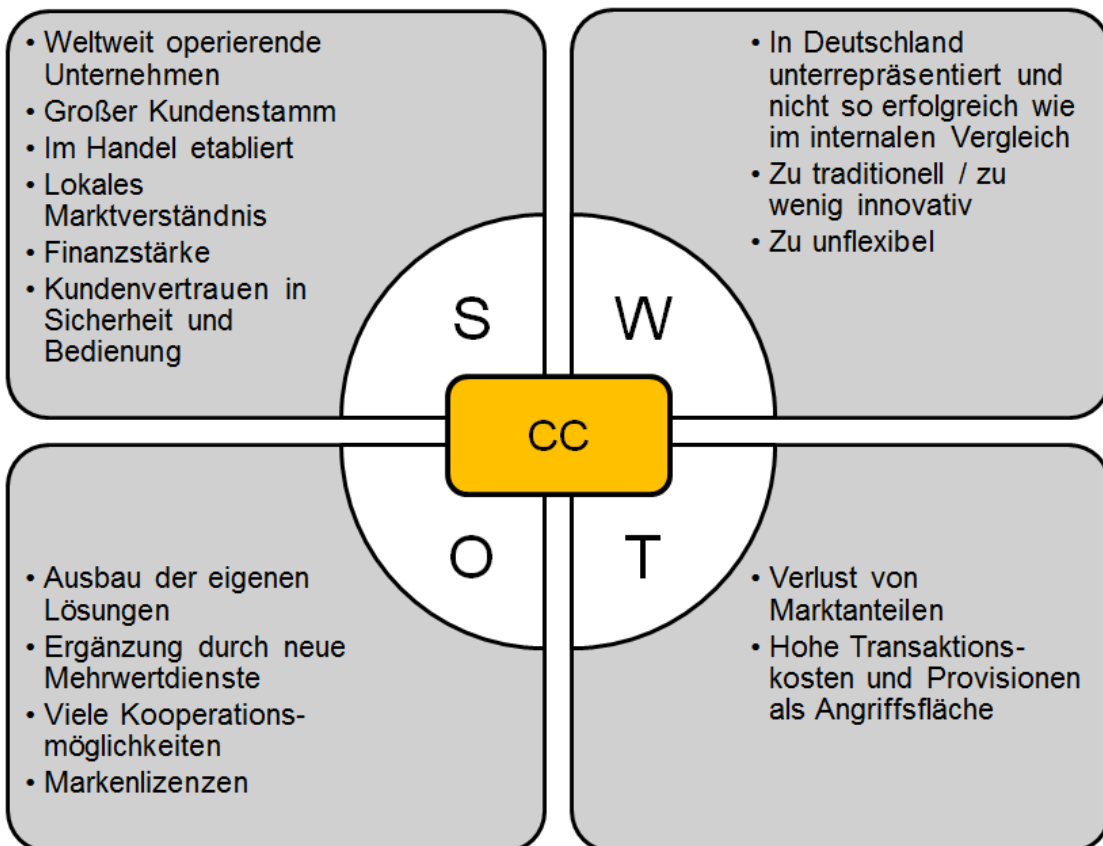 • Weltweit operierende
Unternehmen
• Großer Kundenstamm
• Im Handel etabliert
• Lokales
Marktverständnis
• Finanzstärke
• Kundenvertrauen in
Sicherheit und
Bedienung
• In Deutschland
unterrepräsentiert und
nicht so erfolgreich wie
im internalen Vergleich
• Zu traditionell / zu
wenig innovativ
• Zu unflexibel
S
W
CC
O
T
• Ausbau der eigenen
Lösungen
• Ergänzung durch neue
Mehrwertdienste
• Viele Kooperations-
möglichkeiten
• Markenlizenzen
• Verlust von
Marktanteilen
• Hohe Transaktions-
kosten und Provisionen
als Angriffsfläche